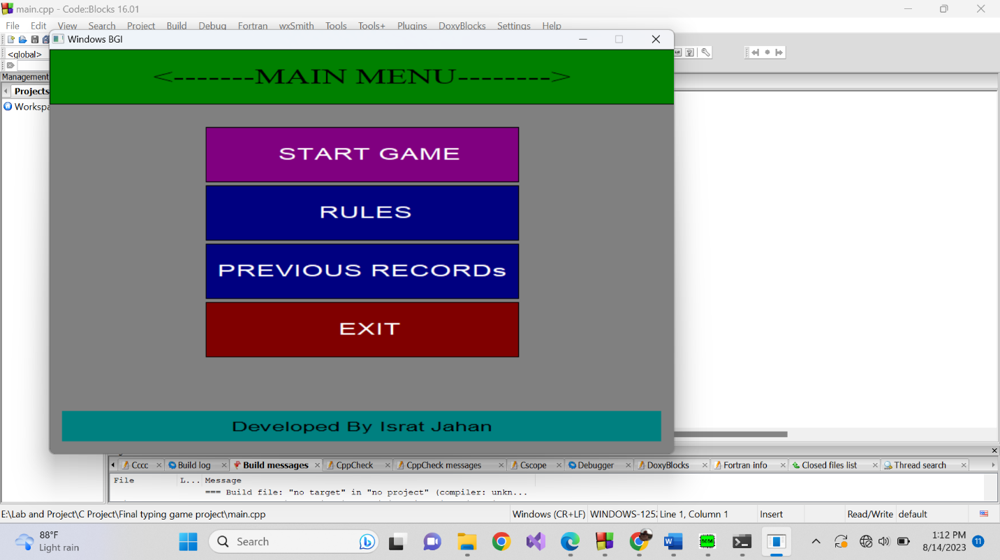 main.cpp - Code::Blocks 16.01
File Edit View Search Project Build Debug Fortran wxSmith Tools Tools+ Plugins DoxyBlocks Settings Help
Windows BGI
<global>
<-------MAIN MENU-------->
Management
Projects
Workspa
START GAME
RULES
PREVIOUS RECORDs
EXIT
Developed By Israt Jahan
Cccc Build log Build messages CppCheck CppCheck messages Cscope Debugger DoxyBlocks Fortran info Closed files list Thread search
File L... Message
=== Build file: "no target" in "no project" (compiler: unkn...
E:\Lab and Project\C Project\Final typing game project\main.cpp Windows (CR+LF) WINDOWS-1252 Line 1, Column 1 Insert Read/Write default
88°F
Light rain
Search
8086
1:12 PM
8/14/2023
11